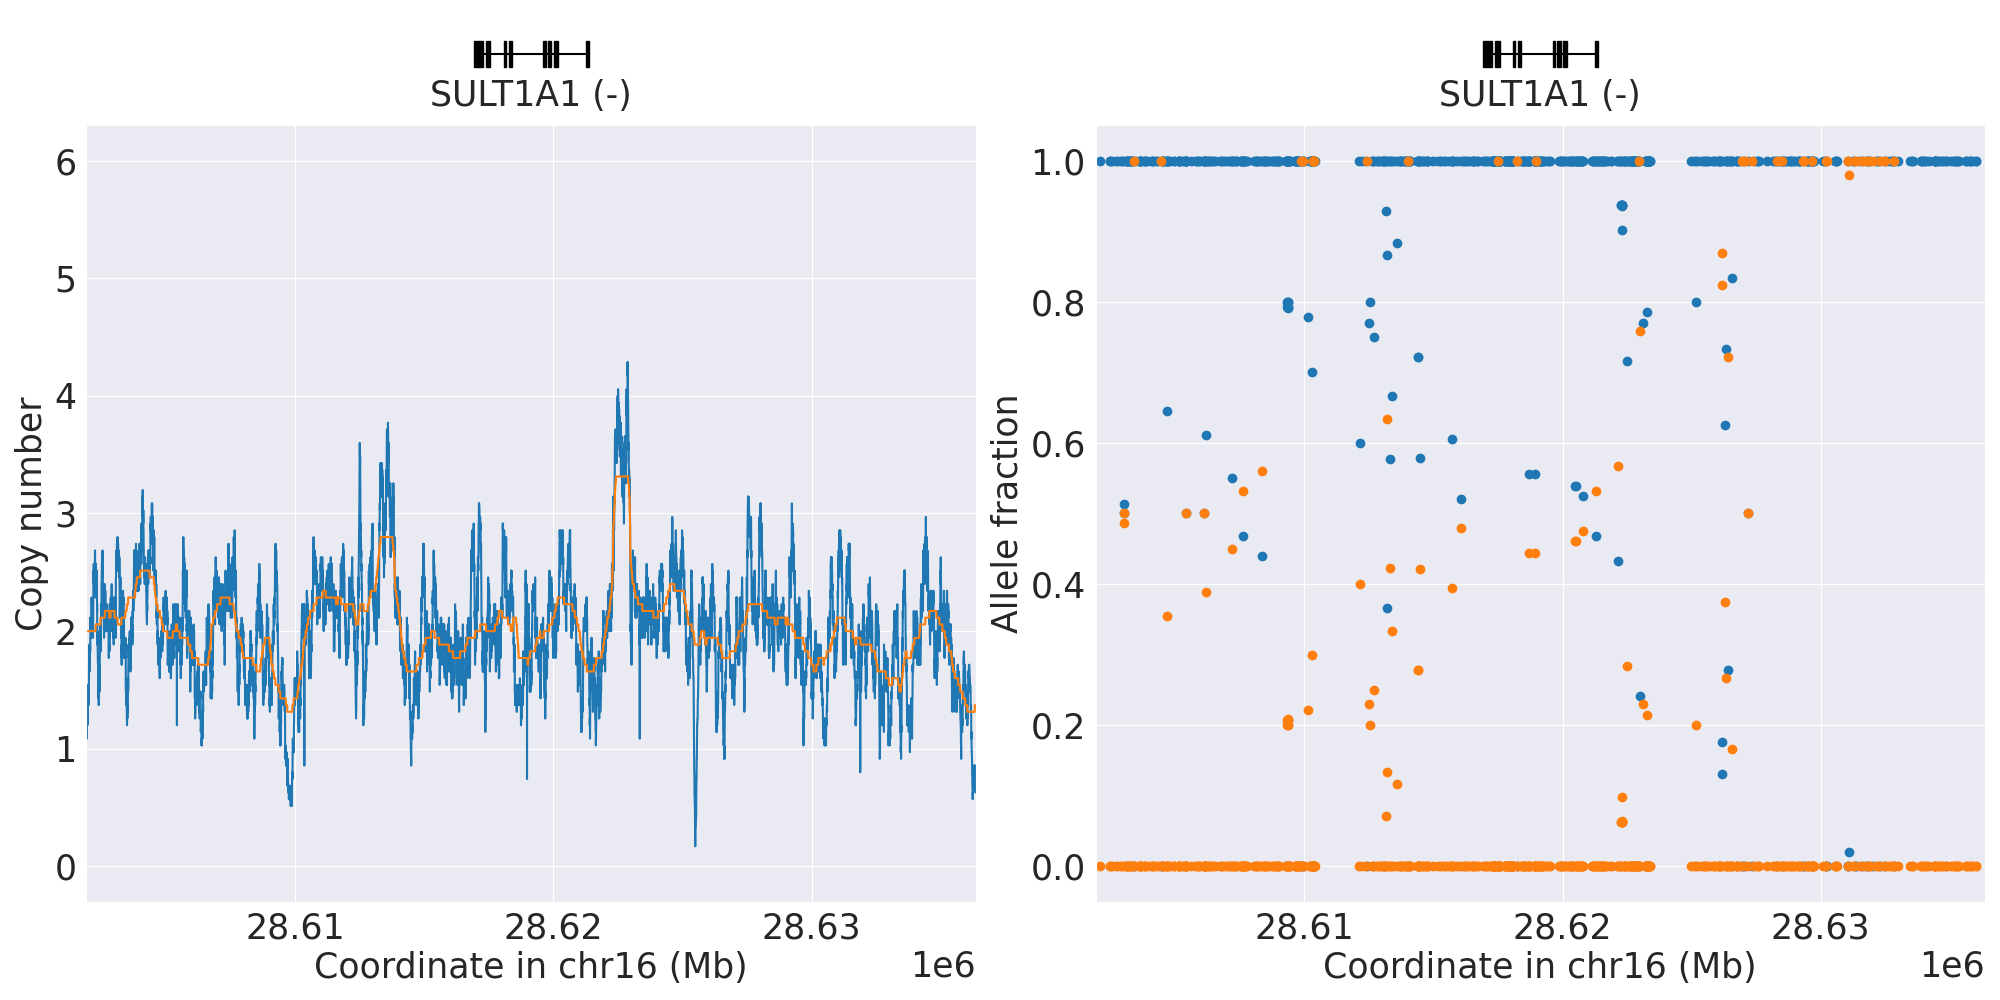 SULT1A1 (-)
6
5
4
3
2
1
0
Copy number
28.61
28.62
28.63
Coordinate in chr16 (Mb)
1e6
SULT1A1 (-)
1.0
0.8
0.6
0.4
0.2
0.0
Allele fraction
28.61
28.62
28.63
Coordinate in chr16 (Mb)
1e6